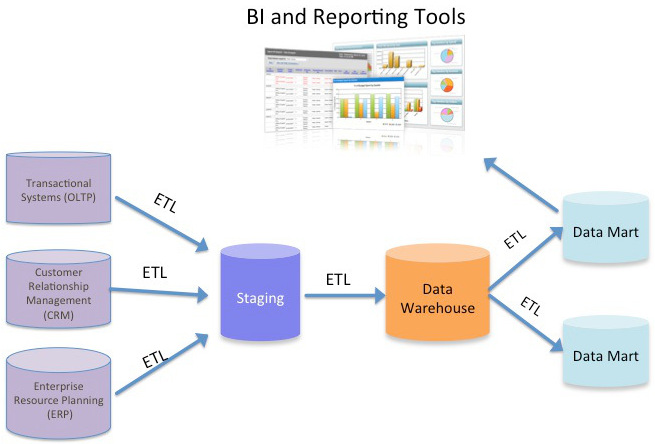 BI and Reporting Tools
Transactional
Systems (OLTP)
ETL
Customer
Relationship
Management
(CRM)
ETL
Enterprise
Resource Planning
(ERP)
ETL
Staging
ETL
Data
Warehouse
ETL
Data Mart
ETL
Data Mart